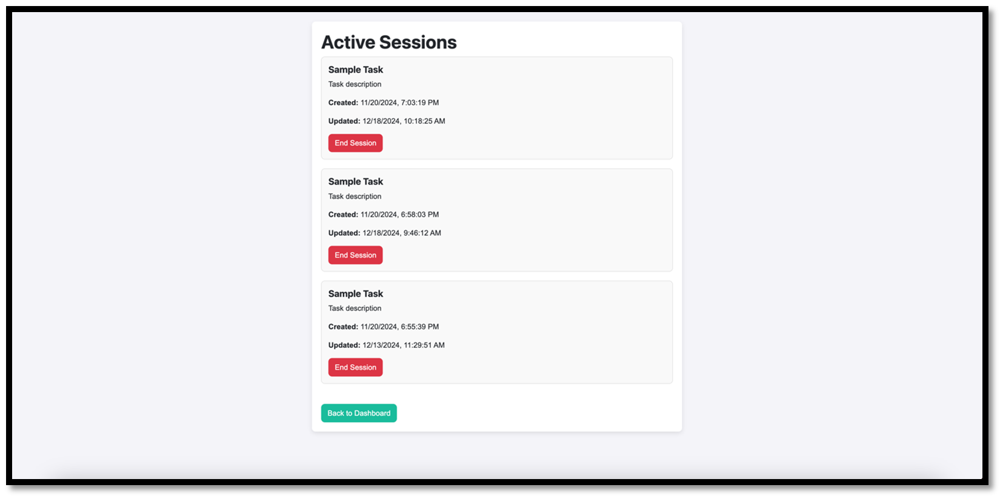 Active Sessions
Sample Task
Task description
Created: 11/20/2024, 7:03:19 PM
Updated: 12/18/2024, 10:18:25 AM
End Session
Sample Task
Task description
Created: 11/20/2024, 6:58:03 PM
Updated: 12/18/2024, 9:46:12 AM
End Session
Sample Task
Task description
Created: 11/20/2024, 6:55:39 PM
Updated: 12/13/2024, 11:29:51 AM
End Session
Back to Dashboard